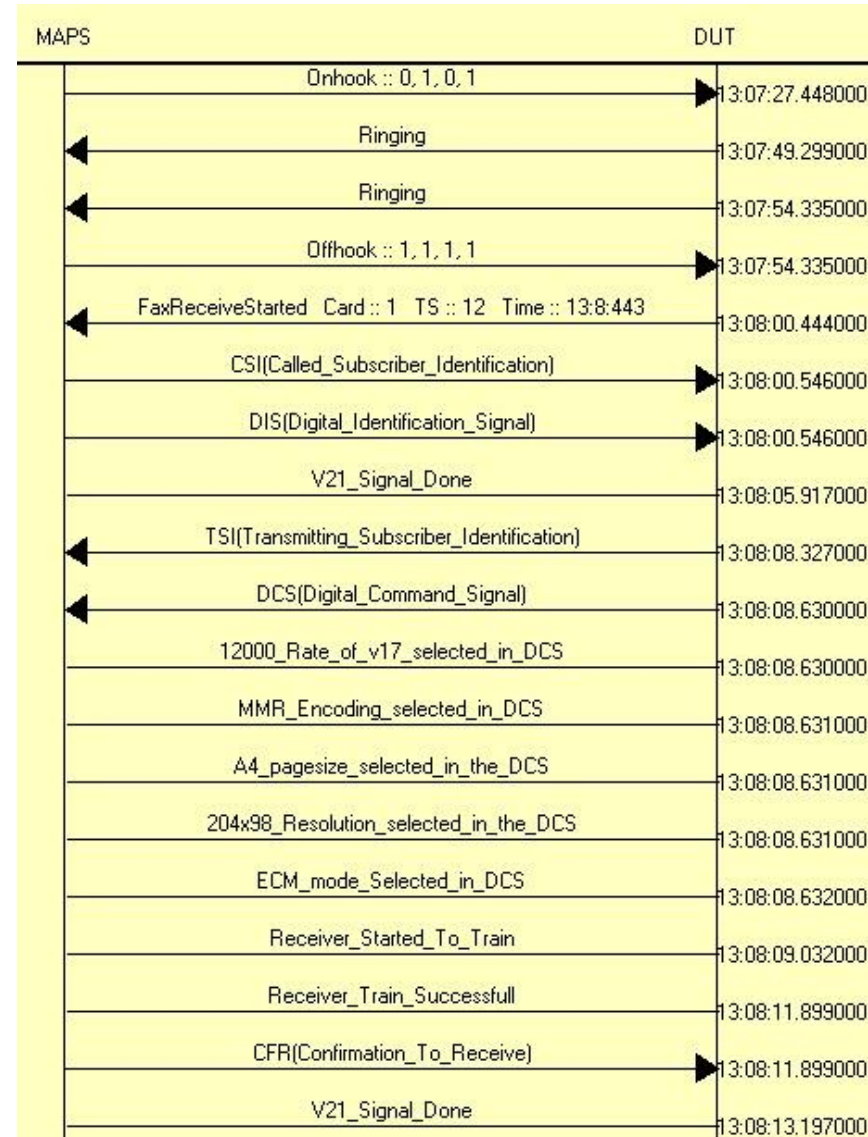 MAPS DUT
Onhook :: 0, 1, 0, 1
13:07:27.448000
Ringing
13:07:49.299000
Ringing
13:07:54.335000
Offhook :: 1, 1, 1, 1
13:07:54.335000
FaxReceiveStarted Card :: 1 TS :: 12 Time :: 13:8:443
13:08:00.444000
CSI(Called_Subscriber_Identification)
13:08:00.546000
DIS(Digital_Identification_Signal)
13:08:00.546000
V21_Signal_Done
13:08:05.917000
TSI(Transmitting_Subscriber_Identification)
13:08:08.327000
DCS(Digital_Command_Signal)
13:08:08.630000
12000_Rate_of_v17_selected_in_DCS
13:08:08.630000
MMR_Encoding_selected_in_DCS
13:08:08.631000
A4_pagesize_selected_in_the_DCS
13:08:08.631000
204x98_Resolution_selected_in_the_DCS
13:08:08.631000
ECM_mode_Selected_in_DCS
13:08:08.632000
Receiver_Started_To_Train
13:08:09.032000
Receiver_Train_Successfull
13:08:11.899000
CFR(Confirmation_To_Receive)
13:08:11.899000
V21_Signal_Done
13:08:13.197000